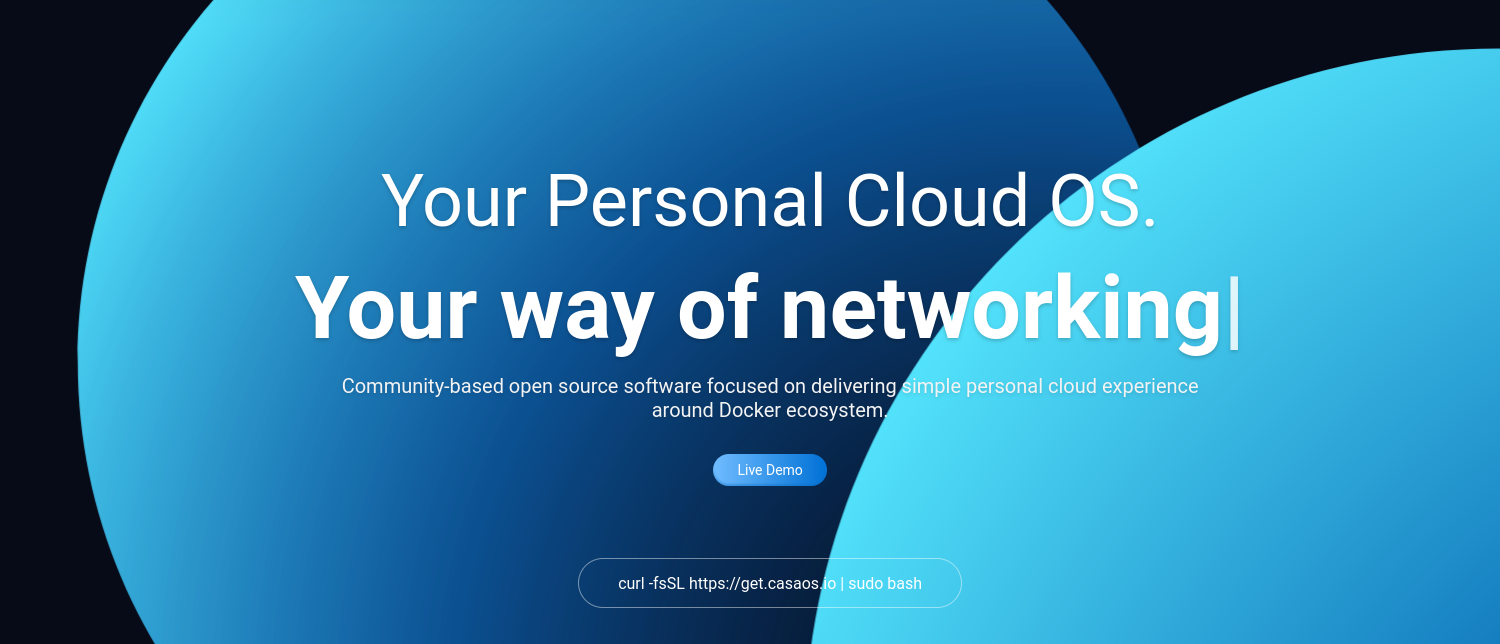 Your Personal Cloud OS.
Your way of networking|
Community-based open source software focused on delivering simple personal cloud experience
around Docker ecosystem.
Live Demo
curl -fsSL https://get.casaos.io | sudo bash